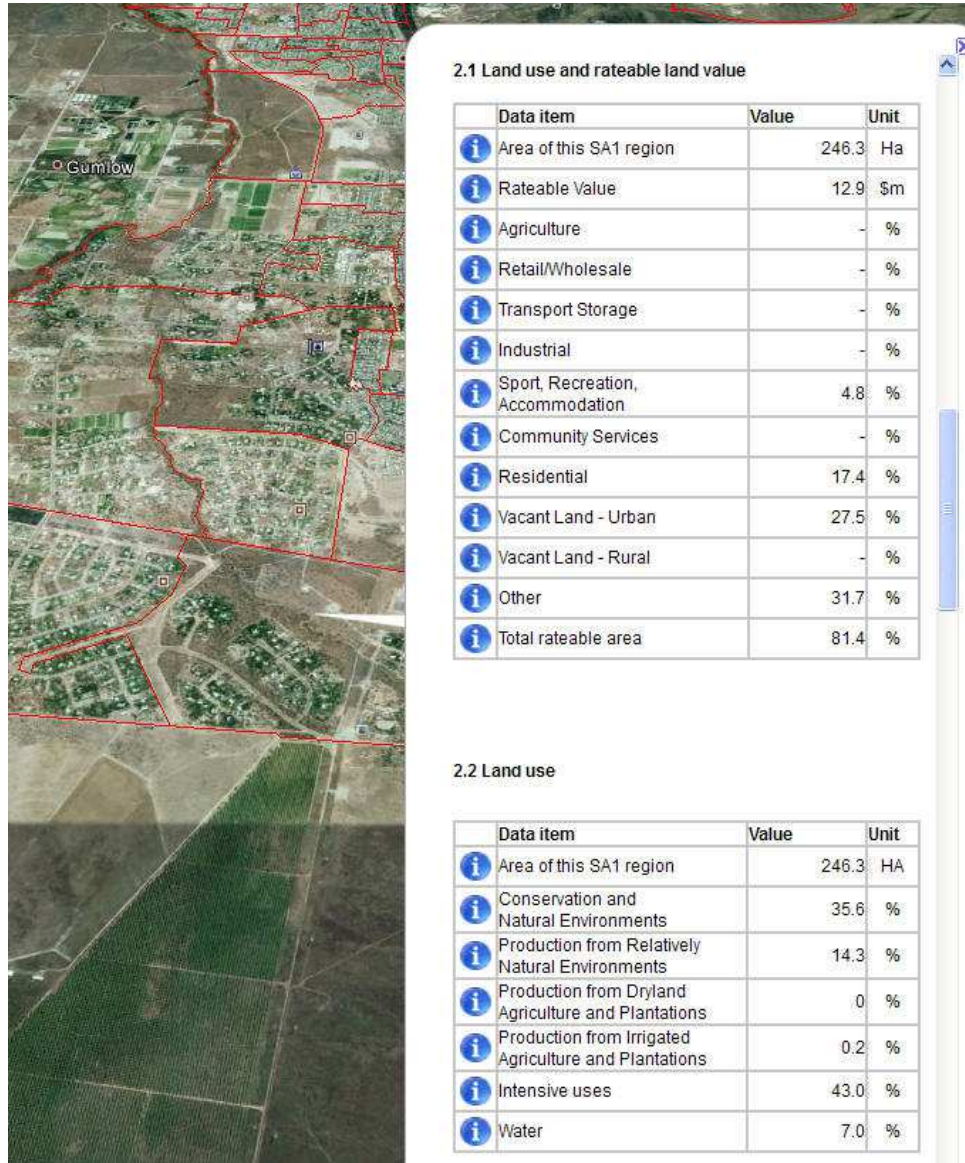 Gumlow
2.1 Land use and rateable land value
Data item Value Unit
Area of this SA1 region 246.3 Ha
Rateable Value 12.9 $m
Agriculture - %
Retail/Wholesale - %
Transport Storage - %
Industrial - %
Sport, Recreation,
Accommodation 4.8 %
Community Services - %
Residential 17.4 %
Vacant Land - Urban 27.5 %
Vacant Land - Rural - %
Other 31.7 %
Total rateable area 81.4 %
2.2 Land use
Data item Value Unit
Area of this SA1 region 246.3 HA
Conservation and
Natural Environments 35.6 %
Production from Relatively
Natural Environments 14.3 %
Production from Dryland
Agriculture and Plantations 0 %
Production from Irrigated
Agriculture and Plantations 0.2 %
Intensive uses 43.0 %
Water 7.0 %